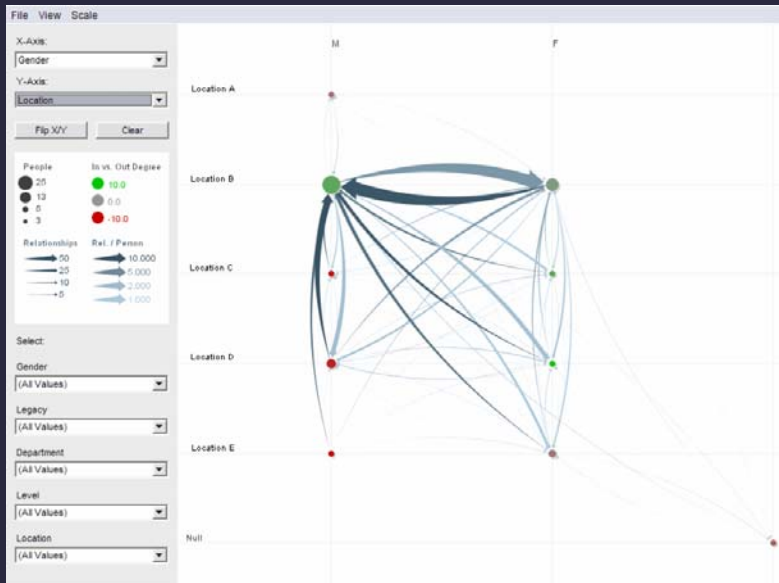 File View Scale
X-Axis:
Gender
Y-Axis:
Location
Flip X/Y Clear
People In vs. Out Degree
25 10.0
13 0.0
6 -10.0
3
Relationships Rel. / Person
50 10.000
25 5.000
10 2.000
5 1.000
Select:
Gender
(All Values)
Legacy
(All Values)
Department
(All Values)
Level
(All Values)
Location
(All Values)
M F
Location A
Location B
Location C
Location D
Location E
Null